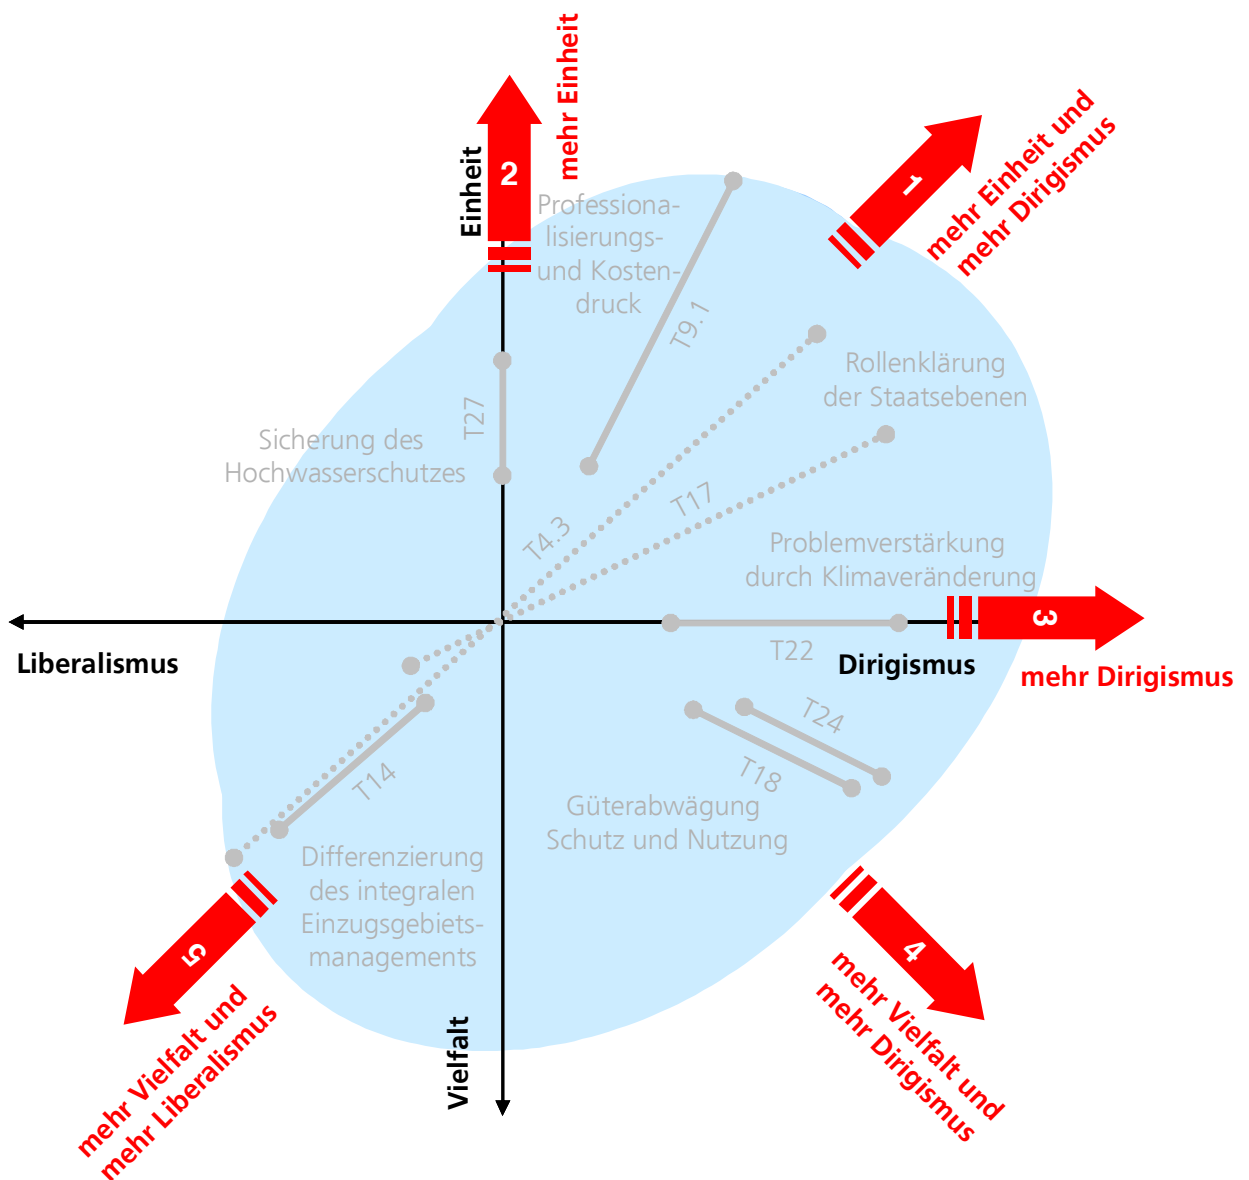 mehr Einheit
2
Einheit
1
mehr Einheit und
mehr Dirigismus
Professiona-
lisierungs-
und Kosten-
druck
T9.1
Rollenklärung
der Staatsebenen
T27
Sicherung des
Hochwasserschutzes
T17
T4.3
Problemverstärkung
durch Klimaveränderung
3
T22
Liberalismus
Dirigismus
mehr Dirigismus
T24
T18
T14
Güterabwägung
Schutz und Nutzung
Differenzierung
des integralen
Einzugsgebiets-
managements
5
4
mehr Vielfalt und
mehr Liberalismus
Vielfalt
mehr Vielfalt und
mehr Dirigismus